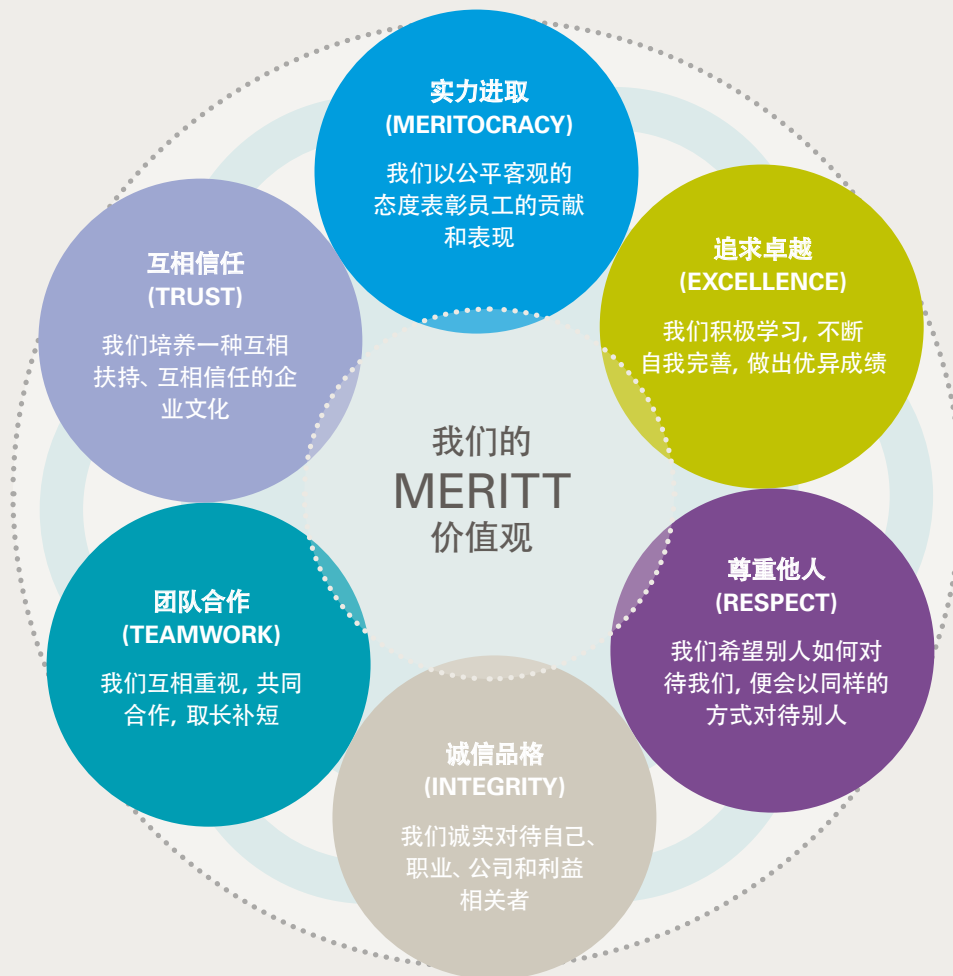 实力进取
(MERITOCRACY)
我们以公平客观的
态度表彰员工的贡献
和表现
追求卓越
(EXCELLENCE)
我们积极学习, 不断
自我完善, 做出优异成绩
尊重他人
(RESPECT)
我们希望别人如何对
待我们, 便会以同样的
方式对待别人
诚信品格
(INTEGRITY)
我们诚实对待自己、
职业、公司和利益
相关者
团队合作
(TEAMWORK)
我们互相重视, 共同
合作, 取长补短
互相信任
(TRUST)
我们培养一种互相
扶持、互相信任的企
业文化
我们的
MERITT
价值观